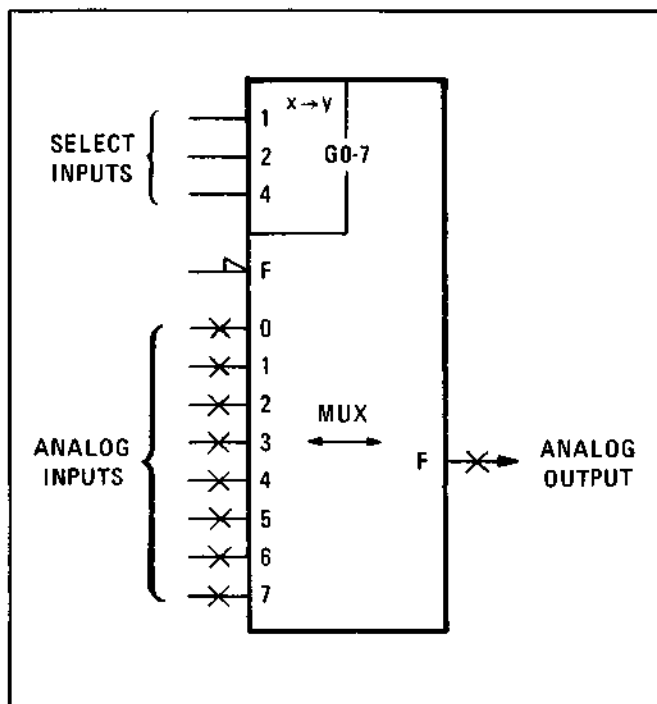 x→y
1
SELECT
INPUTS
2
G0-7
4
F
0
1
2
ANALOG
INPUTS
3
4
5
6
7
MUX
F
ANALOG
OUTPUT